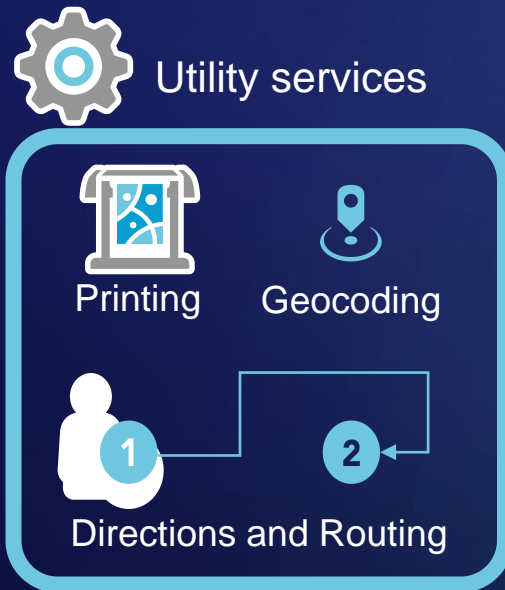 Utility services
Printing
Geocoding
1
2
Directions and Routing